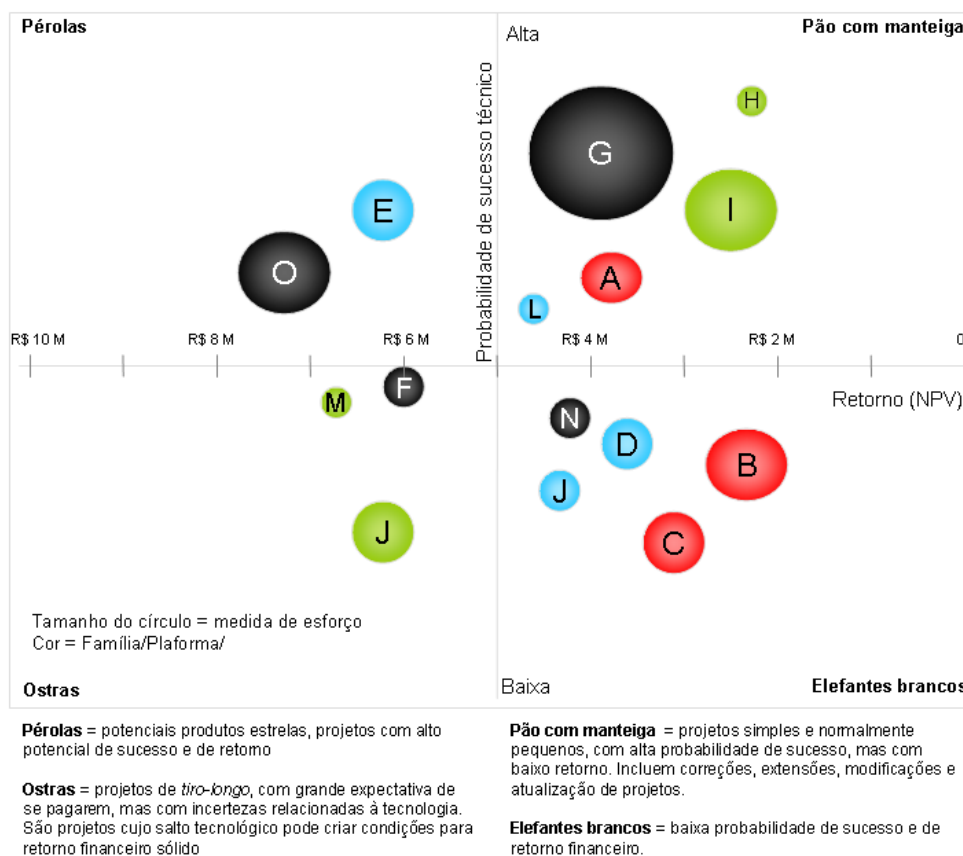 Pérolas
Pão com manteiga
Alta
Probabilidade de sucesso técnico
H
G
E
I
O
A
L
R$ 10 M
R$ 8 M
R$ 6 M
R$ 4 M
R$ 2 M
0
F
M
Retorno (NPV)
N
D
B
J
J
C
Tamanho do círculo = medida de esforço
Cor = Família/Plaforma/
Ostras
Baixa
Elefantes brancos
Pérolas = potenciais produtos estrelas, projetos com alto
potencial de sucesso e de retorno
Ostras = projetos de tiro-longo, com grande expectativa de
se pagarem, mas com incertezas relacionadas à tecnologia.
São projetos cujo salto tecnológico pode criar condições para
retorno financeiro sólido
Pão com manteiga = projetos simples e normalmente
pequenos, com alta probabilidade de sucesso, mas com
baixo retorno. Incluem correções, extensões, modificações e
atualização de projetos.
Elefantes brancos = baixa probabilidade de sucesso e de
retorno financeiro.